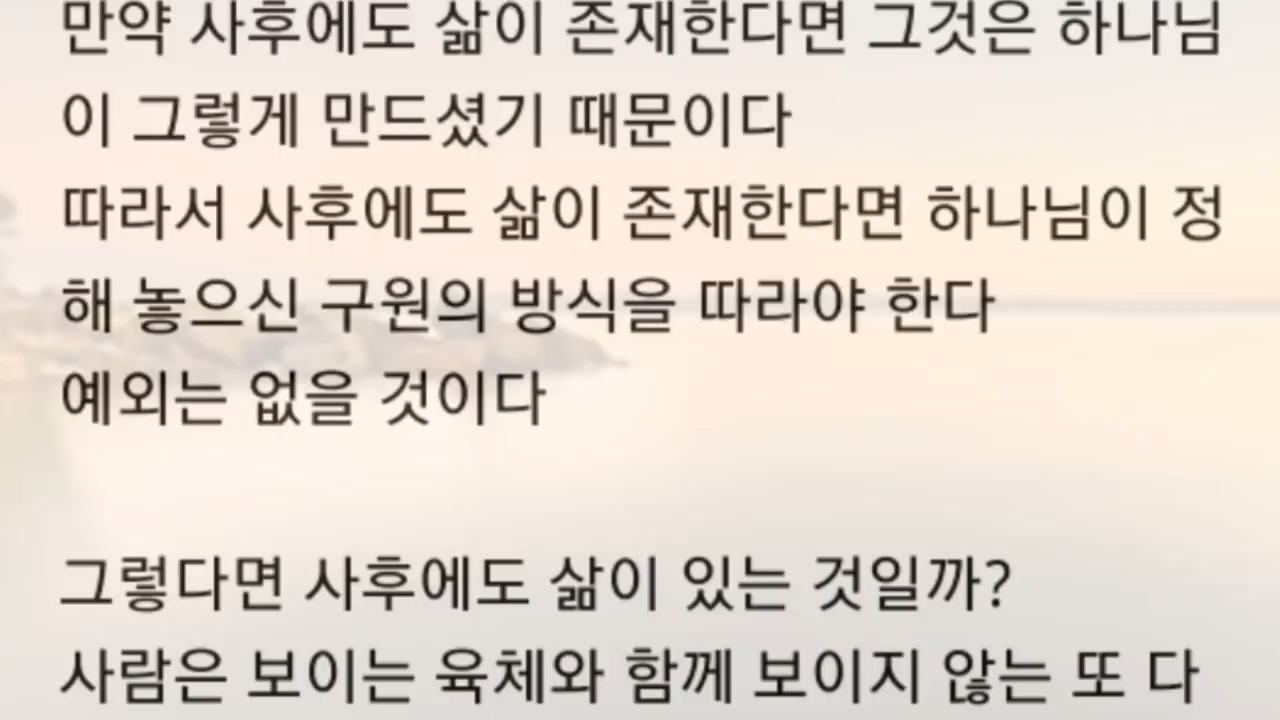 만약 사후에도 삶이 존재한다면 그것은 하나님
이 그렇게 만드셨기 때문이다
따라서 사후에도 삶이 존재한다면 하나님이 정
해 놓으신 구원의 방식을 따라야 한다
예외는 없을 것이다
그렇다면 사후에도 삶이 있는 것일까?
사람은 보이는 육체와 함께 보이지 않는 또 다